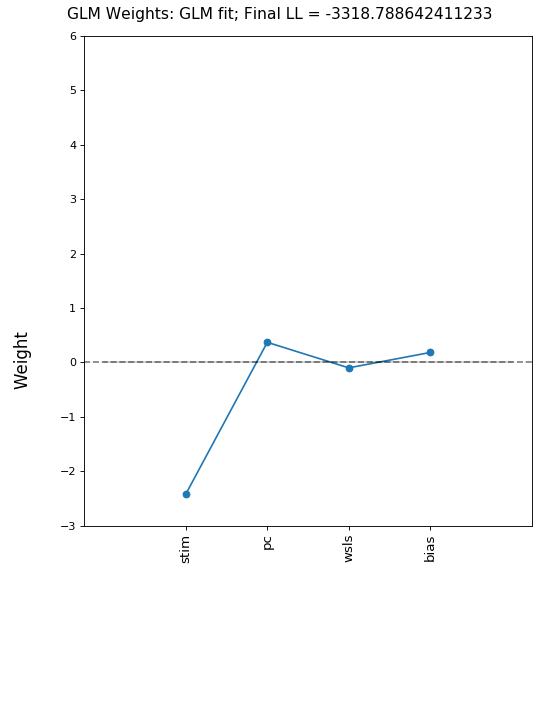 GLM Weights: GLM fit; Final LL = -3318.788642411233
6
5
4
3
2
1
0
−1
−2
−3
Weight
stim
pc
wsls
bias